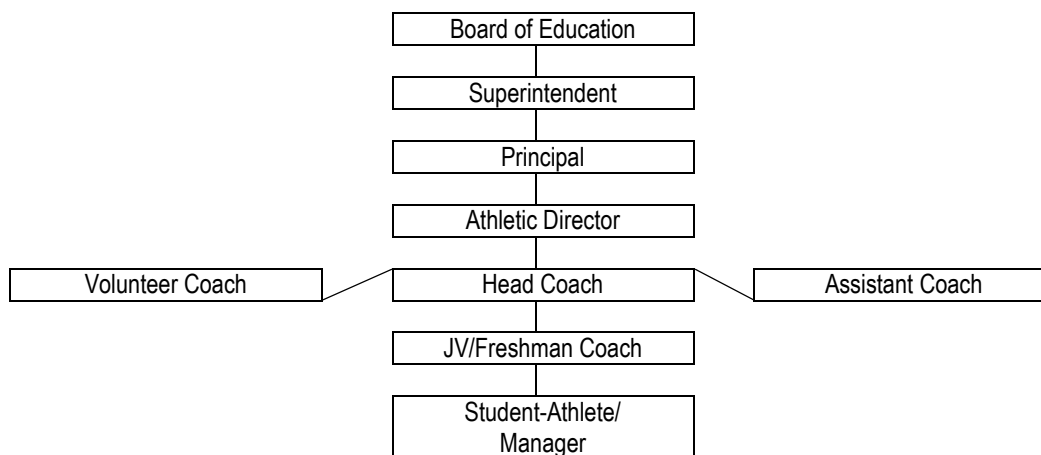 Board of Education
Superintendent
Principal
Athletic Director
Volunteer Coach
Head Coach
Assistant Coach
JV/Freshman Coach
Student-Athlete/
Manager